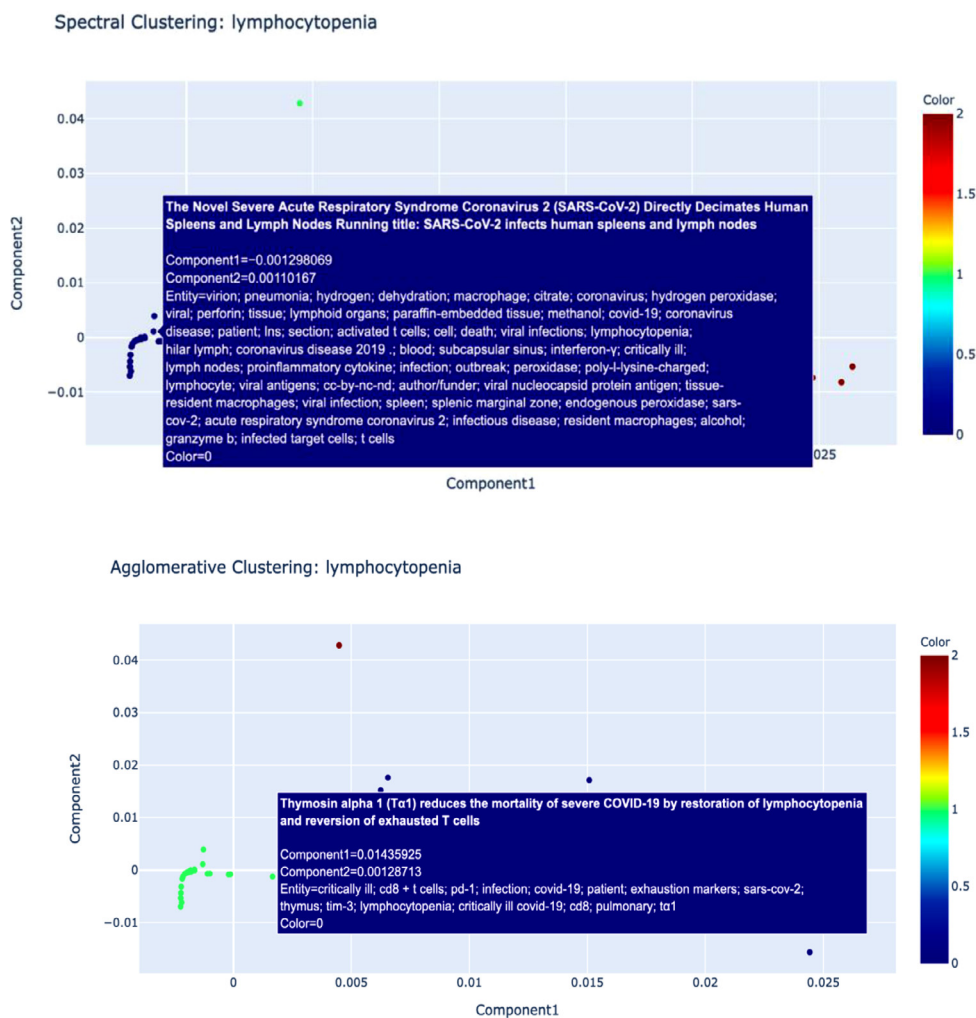 Spectral Clustering: lymphocytopenia
Color
2
1.5
1
0.5
0
0.04
0.03
0.02
0.01
0
−0.01
Component2
The Novel Severe Acute Respiratory Syndrome Coronavirus 2 (SARS-CoV-2) Directly Decimates Human
Spleens and Lymph Nodes Running title: SARS-CoV-2 infects human spleens and lymph nodes
Component1=−0.001298069
Component2=0.00110167
Entity=virion; pneumonia; hydrogen; dehydration; macrophage; citrate; coronavirus; hydrogen peroxidase;
viral; perforin; tissue; lymphoid organs; paraffin-embedded tissue; methanol; covid-19; coronavirus
disease; patient; lns; section; activated t cells; cell; death; viral infections; lymphocytopenia;
hilar lymph; coronavirus disease 2019 .; blood; subcapsular sinus; interferon-γ; critically ill;
lymph nodes; proinflammatory cytokine; infection; outbreak; peroxidase; poly-l-lysine-charged;
lymphocyte; viral antigens; cc-by-nc-nd; author/funder; viral nucleocapsid protein antigen; tissue-
resident macrophages; viral infection; spleen; splenic marginal zone; endogenous peroxidase; sars-
cov-2; acute respiratory syndrome coronavirus 2; infectious disease; resident macrophages; alcohol;
granzyme b; infected target cells; t cells
Color=0
025
Component1
Agglomerative Clustering: lymphocytopenia
Color
2
1.5
1
0.5
0
0.04
0.03
0.02
0.01
0
−0.01
Component2
Thymosin alpha 1 (Tα1) reduces the mortality of severe COVID-19 by restoration of lymphocytopenia
and reversion of exhausted T cells
Component1=0.01435925
Component2=0.00128713
Entity=critically ill; cd8 + t cells; pd-1; infection; covid-19; patient; exhaustion markers; sars-cov-2;
thymus; tim-3; lymphocytopenia; critically ill covid-19; cd8; pulmonary; tα1
Color=0
0 0.005 0.01 0.015 0.02 0.025
Component1